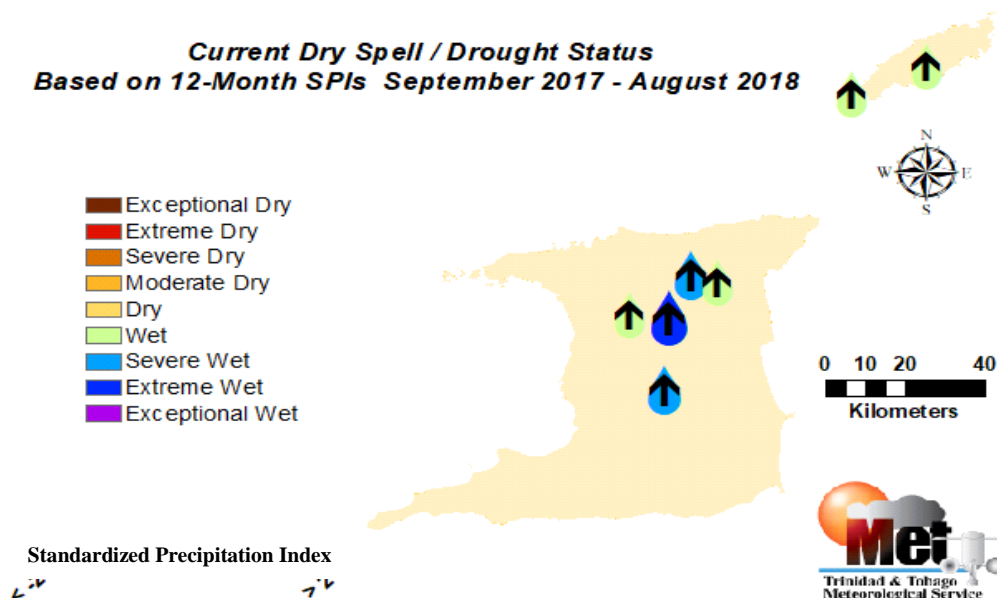 Current Dry Spell / Drought Status
Based on 12-Month SPIs September 2017 - August 2018
N
W E
S
Exceptional Dry
Extreme Dry
Severe Dry
Moderate Dry
Dry
Wet
Severe Wet
Extreme Wet
Exceptional Wet
0 10 20 40
Kilometers
Standardized Precipitation Index
Met
Trinidad & Tobago
Meteorological Service